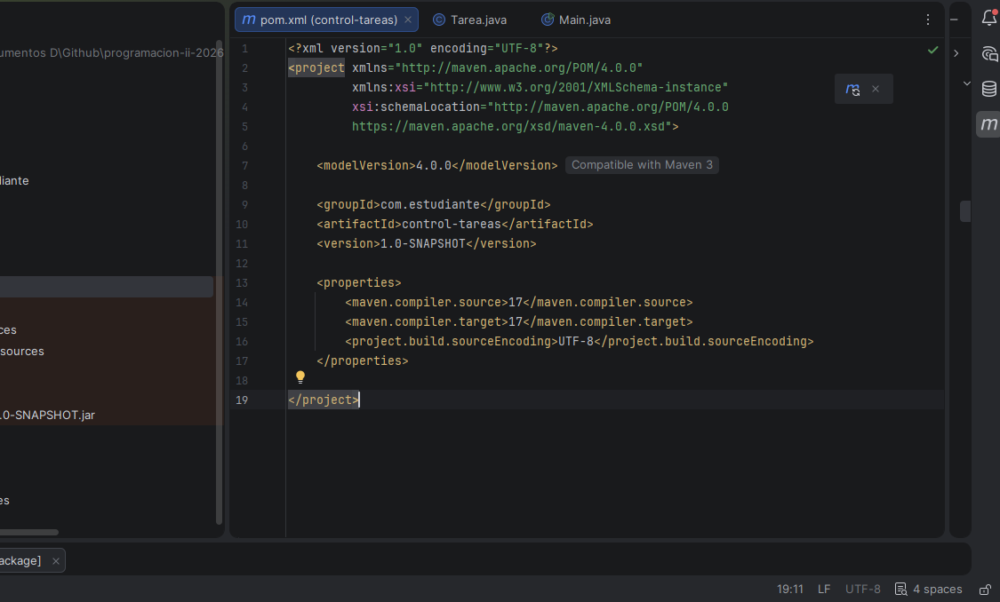 pom.xml (control-tareas)
Tarea.java
Main.java
umentos D\Github\programacion-ii-2026
liante
ces
sources
.0-SNAPSHOT.jar
es
1 <?xml version="1.0" encoding="UTF-8"?>
2 <project xmlns="http://maven.apache.org/POM/4.0.0"
3 xmlns:xsi="http://www.w3.org/2001/XMLSchema-instance"
4 xsi:schemaLocation="http://maven.apache.org/POM/4.0.0
5 https://maven.apache.org/xsd/maven-4.0.0.xsd">
6
7 <modelVersion>4.0.0</modelVersion> Compatible with Maven 3
8
9 <groupId>com.estudiante</groupId>
10 <artifactId>control-tareas</artifactId>
11 <version>1.0-SNAPSHOT</version>
12
13 <properties>
14 <maven.compiler.source>17</maven.compiler.source>
15 <maven.compiler.target>17</maven.compiler.target>
16 <project.build.sourceEncoding>UTF-8</project.build.sourceEncoding>
17 </properties>
18
19 </project>
ackage]
19:11 LF UTF-8 4 spaces